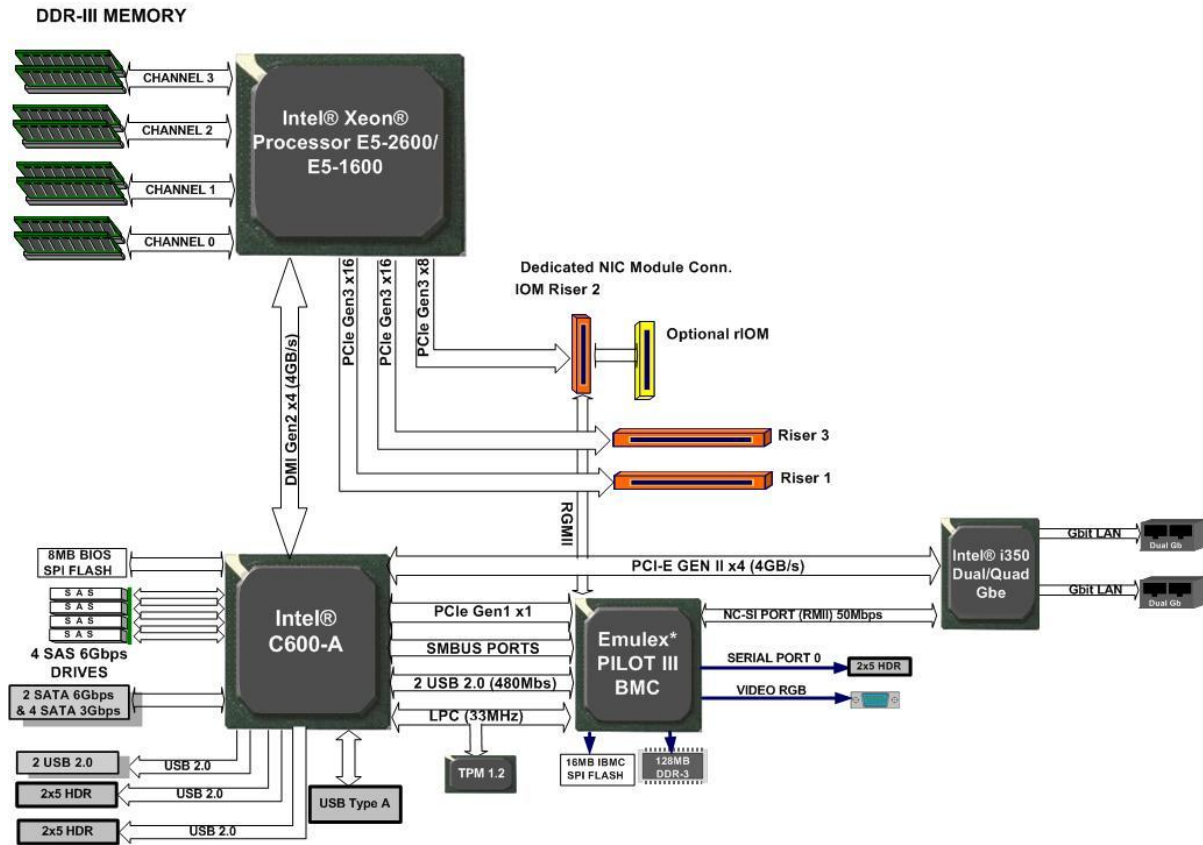 DDR-III MEMORY
CHANNEL 3
CHANNEL 2
CHANNEL 1
CHANNEL 0
Intel® Xeon®
Processor E5-2600/
E5-1600
PCIe Gen3 x16
PCIe Gen3 x16
PCIe Gen3 x8
Dedicated NIC Module Conn.
IOM Riser 2
Optional rIOM
DMI Gen2 x4 (4GB/s)
Riser 3
Riser 1
RGMII
8MB BIOS
SPI FLASH
SAS
SAS
SAS
SAS
4 SAS 6Gbps
DRIVES
2 SATA 6Gbps
& 4 SATA 3Gbps
Intel®
C600-A
PCI-E GEN II x4 (4GB/s)
PCIe Gen1 x1
SMBUS PORTS
2 USB 2.0 (480Mbs)
LPC (33MHz)
Emulex*
PILOT III
BMC
Intel® i350
Dual/Quad
Gbe
Gbit LAN
Dual Gb
Gbit LAN
Dual Gb
NC-SI PORT (RMII) 50Mbps
SERIAL PORT 0
2x5 HDR
VIDEO RGB
2 USB 2.0
USB 2.0
2x5 HDR
USB 2.0
2x5 HDR
USB 2.0
USB Type A
TPM 1.2
16MB IBMC
SPI FLASH
128MB
DDR-3